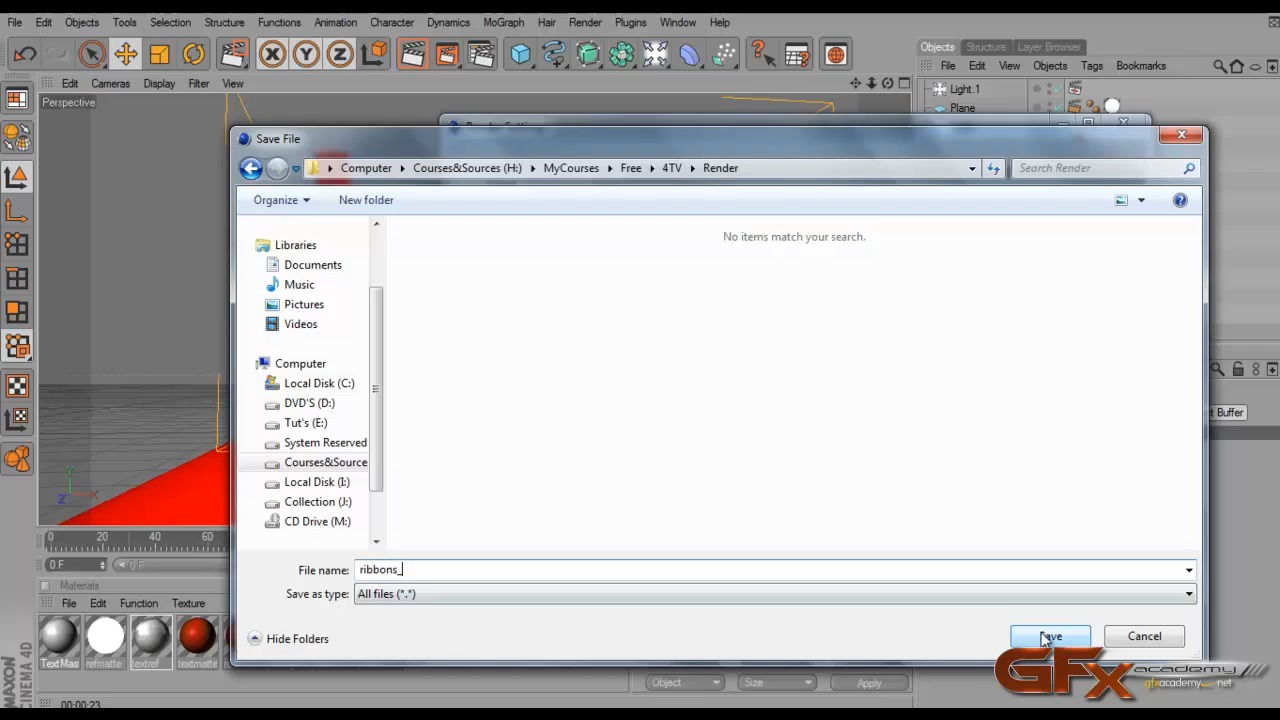 File Edit Objects Tools Selection Structure Functions Animation Character Dynamics MoGraph Hair Render Plugins Window Help
X Y Z
Objects Structure Layer Browser
Edit Cameras Display Filter View
File Edit View Objects Tags Bookmarks
Perspective
Light.1
Plane
Save File
Computer Courses&Sources (H:) MyCourses Free 4TV Render
Search Render
Organize New folder
No items match your search.
Libraries
Documents
Music
Pictures
Videos
Computer
Local Disk (C:)
DVD'S (D:)
Tut's (E:)
t Buffer
System Reserved
Courses&Source
Local Disk (I:)
Collection (J:)
CD Drive (M:)
Y
Z X
0 20 40 60
0 F 0 F
File name: ribbons_
Save as type: All files (*.*)
Materials
File Edit Function Texture
Hide Folders
Save Cancel
TextMas refmatte textref textmatte
GFx academy
gfxacademy.net
Object Size Apply
MAXON
CINEMA 4D
00:00:23